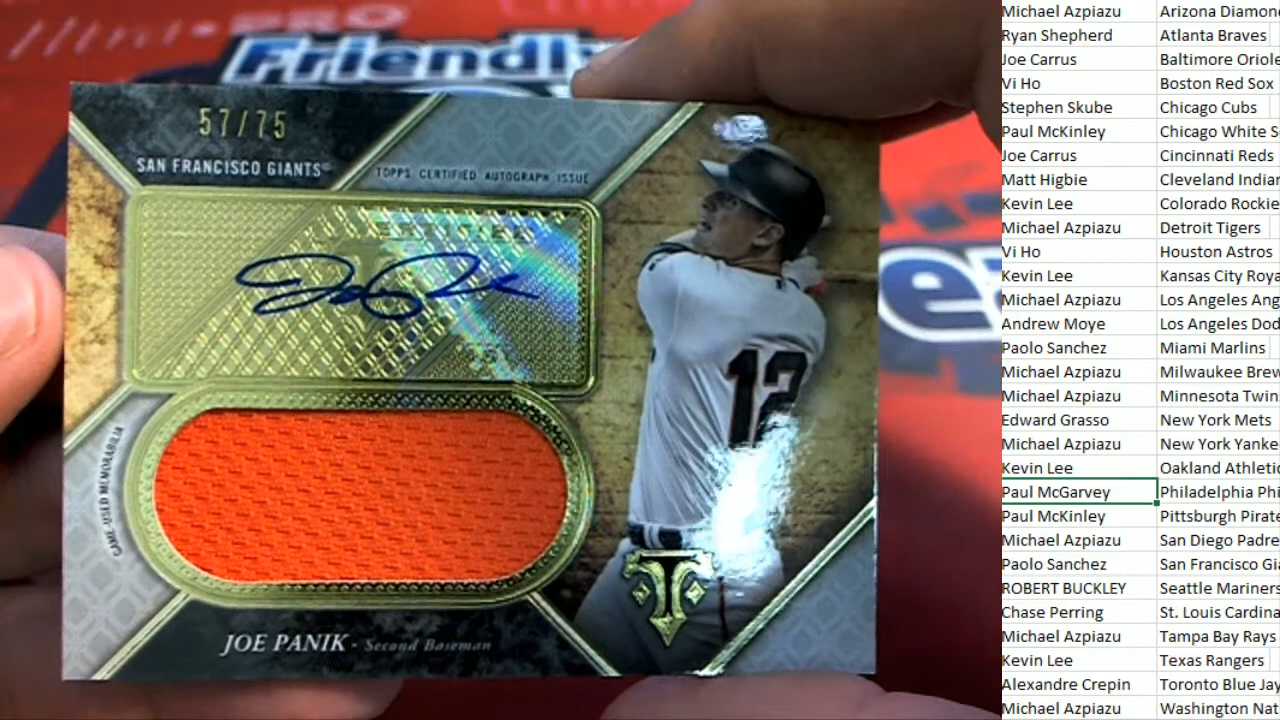 Friendly
57/75
SAN FRANCISCO GIANTS®
TOPPS CERTIFIED AUTOGRAPH ISSUE
12
GAME-USED MEMORABILIA
JOE PANIK - Second Baseman
Michael Azpiazu Arizona Diamon
Ryan Shepherd Atlanta Braves
Joe Carrus Baltimore Oriole
Vi Ho Boston Red Sox
Stephen Skube Chicago Cubs
Paul McKinley Chicago White S
Joe Carrus Cincinnati Reds
Matt Higbie Cleveland Indian
Kevin Lee Colorado Rockie
Michael Azpiazu Detroit Tigers
Vi Ho Houston Astros
Kevin Lee Kansas City Roya
Michael Azpiazu Los Angeles Ang
Andrew Moye Los Angeles Dod
Paolo Sanchez Miami Marlins
Michael Azpiazu Milwaukee Brew
Michael Azpiazu Minnesota Twin
Edward Grasso New York Mets
Michael Azpiazu New York Yanke
Kevin Lee Oakland Athletic
Paul McGarvey Philadelphia Phi
Paul McKinley Pittsburgh Pirate
Michael Azpiazu San Diego Padre
Paolo Sanchez San Francisco Gia
ROBERT BUCKLEY Seattle Mariners
Chase Perring St. Louis Cardina
Michael Azpiazu Tampa Bay Rays
Kevin Lee Texas Rangers
Alexandre Crepin Toronto Blue Jay
Michael Azpiazu Washington Nat